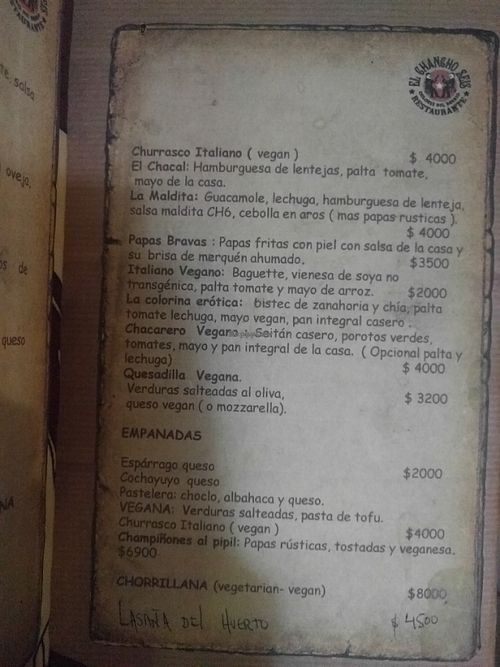 EL CHANCHO SEIS
RESTAURANTE
Churrasco Italiano ( vegan ) $ 4000
El Chacal: Hamburguesa de lentejas, palta tomate,
mayo de la casa.
La Maldita: Guacamole, lechuga, hamburguesa de lenteja,
salsa maldita CH6, cebolla en aros ( mas papas rusticas ).
$ 4000
Papas Bravas : Papas fritas con piel con salsa de la casa y
su brisa de merquén ahumado. $3500
Italiano Vegano: Baguette, vienesa de soya no
transgénica, palta tomate y mayo de arroz. $2000
La colorina erótica: bistec de zanahoria y chía, palta
tomate lechuga, mayo vegan, pan integral casero .
Chacarero Vegano : Seitán casero, porotos verdes,
tomates, mayo y pan integral de la casa. ( Opcional palta y
lechuga) $ 4000
Quesadilla Vegana.
Verduras salteadas al oliva, $ 3200
queso vegan ( o mozzarella).
EMPANADAS
Espárrago queso $2000
Cochayuyo queso
Pastelera: choclo, albahaca y queso.
VEGANA: Verduras salteadas, pasta de tofu.
Churrasco Italiano ( vegan ) $4000
Champiñones al pipil: Papas rústicas, tostadas y veganesa.
$6900
CHORRILLANA (vegetarian- vegan) $8000
LASAÑA DEL HUERTO $ 4500
salsa
oveja,
de
queso